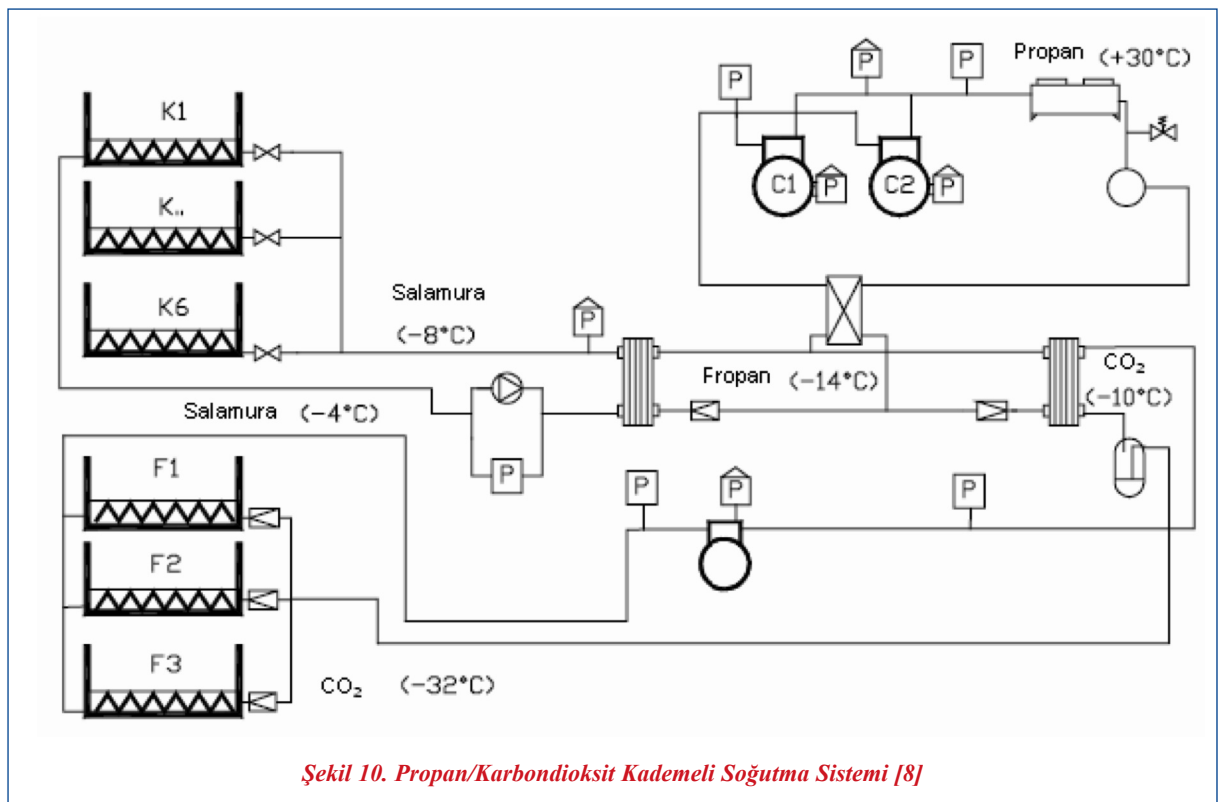 Propan (+30°C)
P
P
P
K1
C1
P
C2
P
K..
K6
Salamura
(-8°C)
P
Fropan (-14°C)
CO₂
(-10°C)
Salamura (-4°C)
P
F1
P
P
P
F2
F3
CO₂ (-32°C)
Şekil 10. Propan/Karbondioksit Kademeli Soğutma Sistemi [8]